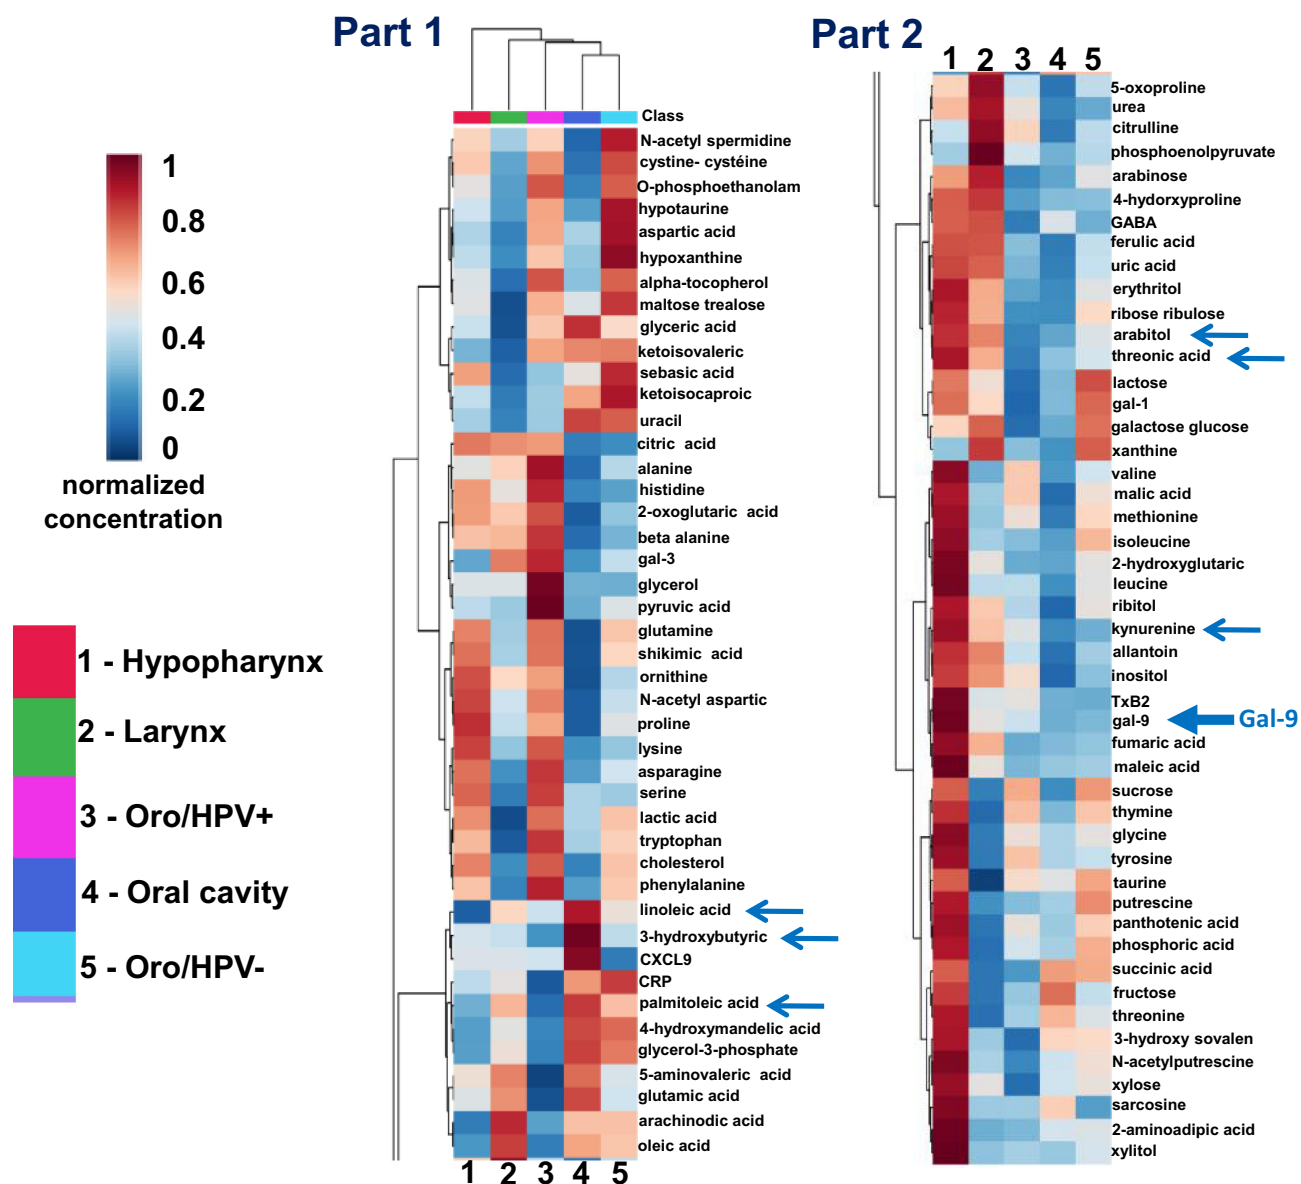 Part 1
Class
N-acetyl spermidine
cystine- cystéine
O-phosphoethanolam
hypotaurine
aspartic acid
hypoxanthine
alpha-tocopherol
maltose trealose
glyceric acid
ketoisovaleric
sebasic acid
ketoisocaproic
uracil
citric acid
alanine
histidine
2-oxoglutaric acid
beta alanine
gal-3
glycerol
pyruvic acid
glutamine
shikimic acid
ornithine
N-acetyl aspartic
proline
lysine
asparagine
serine
lactic acid
tryptophan
cholesterol
phenylalanine
linoleic acid
3-hydroxybutyric
CXCL9
CRP
palmitoleic acid
4-hydroxymandelic acid
glycerol-3-phosphate
5-aminovaleric acid
glutamic acid
arachinodic acid
oleic acid
1 2 3 4 5
1
0.8
0.6
0.4
0.2
0
normalized
concentration
1 - Hypopharynx
2 - Larynx
3 - Oro/HPV+
4 - Oral cavity
5 - Oro/HPV-
Part 2
1 2 3 4 5
5-oxoproline
urea
citrulline
phosphoenolpyruvate
arabinose
4-hydorxyproline
GABA
ferulic acid
uric acid
erythritol
ribose ribulose
arabitol
threonic acid
lactose
gal-1
galactose glucose
xanthine
valine
malic acid
methionine
isoleucine
2-hydroxyglutaric
leucine
ribitol
kynurenine
allantoin
inositol
TxB2
gal-9
Gal-9
fumaric acid
maleic acid
sucrose
thymine
glycine
tyrosine
taurine
putrescine
panthotenic acid
phosphoric acid
succinic acid
fructose
threonine
3-hydroxy sovalen
N-acetylputrescine
xylose
sarcosine
2-aminoadipic acid
xylitol